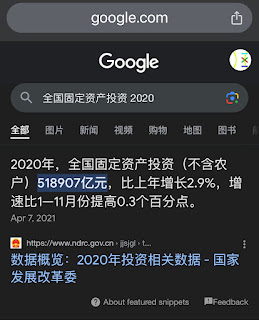 google.com
Google
全国固定资产投资 2020
全部 图片 新闻 视频 购物 地图 图书
2020年，全国固定资产投资（不含农
户）518907亿元，比上年增长2.9%，增
速比1—11月份提高0.3个百分点。
Apr 7, 2021
https://www.ndrc.gov.cn › jjsjgl › t...
数据概览：2020年投资相关数据 - 国家
发展改革委
About featured snippets
Feedback